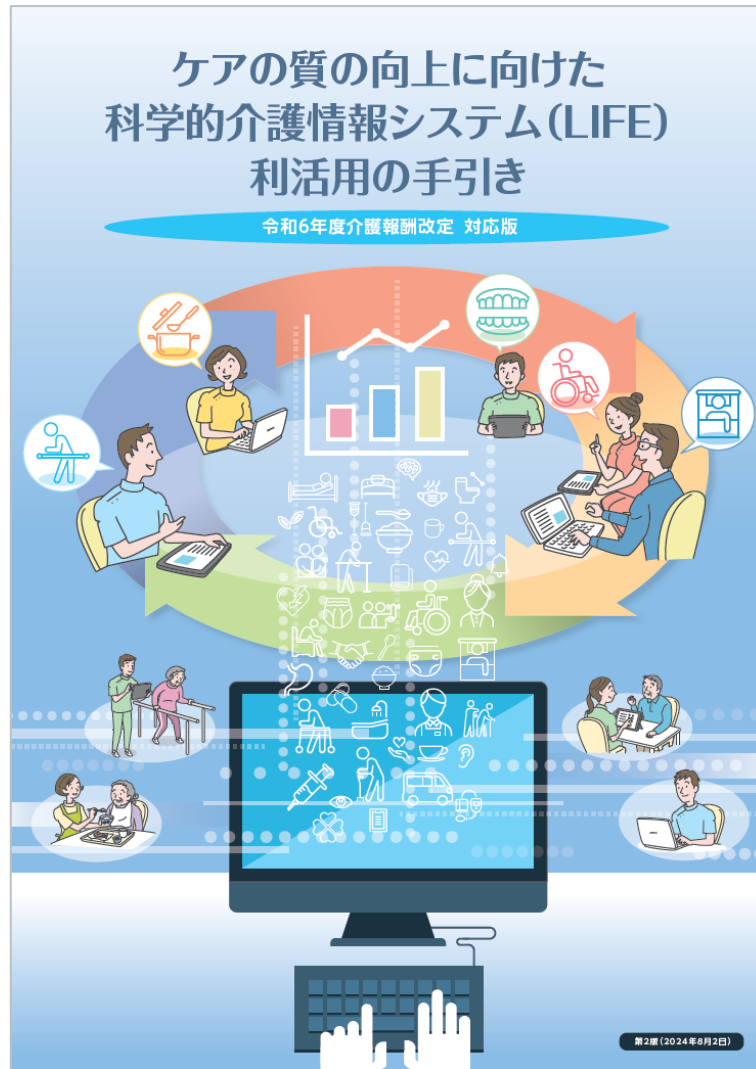 ケアの質の向上に向けた
科学的介護情報システム(LIFE)
利活用の手引き
令和6年度介護報酬改定 対応版
第2版(2024年8月2日)